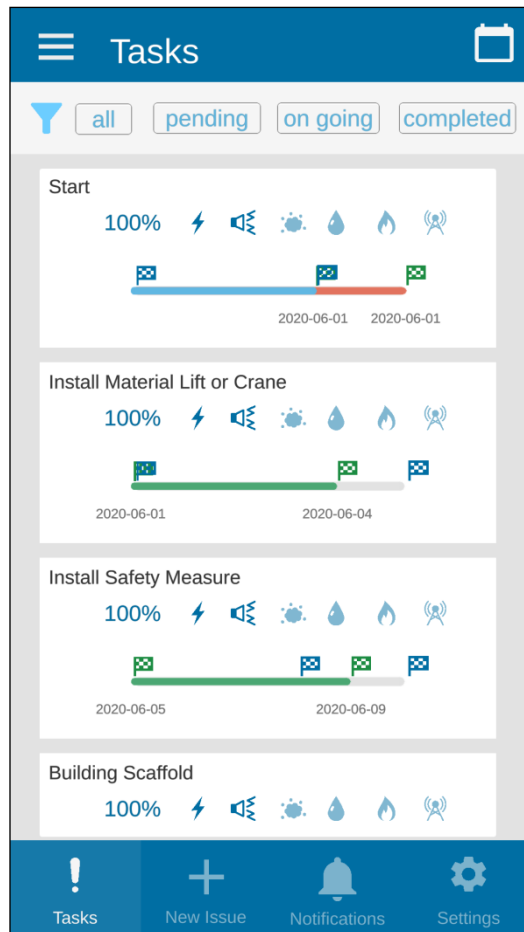 Tasks
all pending on going completed
Start
100%
2020-06-01 2020-06-01
Install Material Lift or Crane
100%
2020-06-01 2020-06-04
Install Safety Measure
100%
2020-06-05 2020-06-09
Building Scaffold
100%
Tasks New Issue Notifications Settings